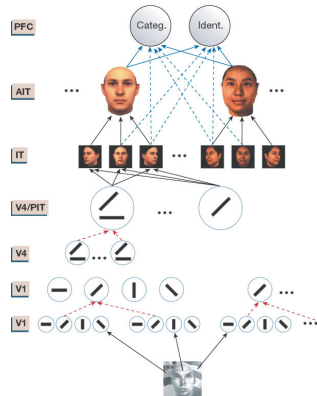 PFC
Categ.
Ident.
AIT
...
...
IT
...
V4/PIT
...
V4
...
V1
...
V1